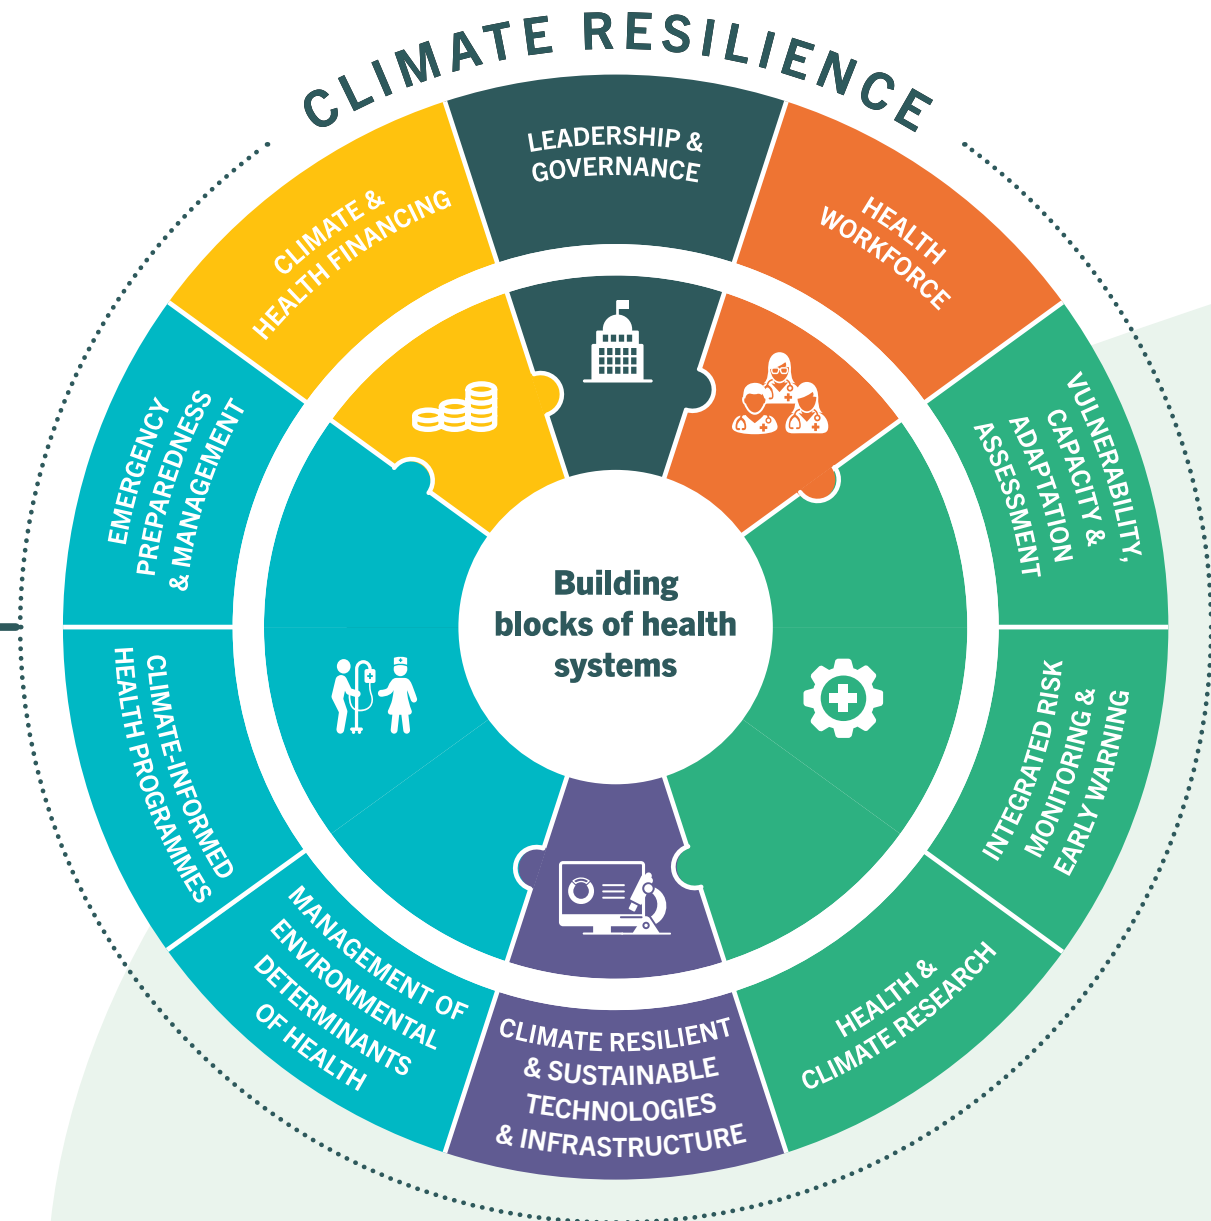 CLIMATE RESILIENCE
LEADERSHIP &
GOVERNANCE
HEALTH
WORKFORCE
VULNERABILITY,
CAPACITY &
ADAPTATION
ASSESSMENT
INTEGRATED RISK
MONITORING &
EARLY WARNING
HEALTH &
CLIMATE RESEARCH
CLIMATE RESILIENT
& SUSTAINABLE
TECHNOLOGIES
& INFRASTRUCTURE
MANAGEMENT OF
ENVIRONMENTAL
DETERMINANTS
OF HEALTH
CLIMATE-INFORMED
HEALTH PROGRAMMES
EMERGENCY
PREPAREDNESS
& MANAGEMENT
CLIMATE &
HEALTH FINANCING
Building
blocks of health
systems